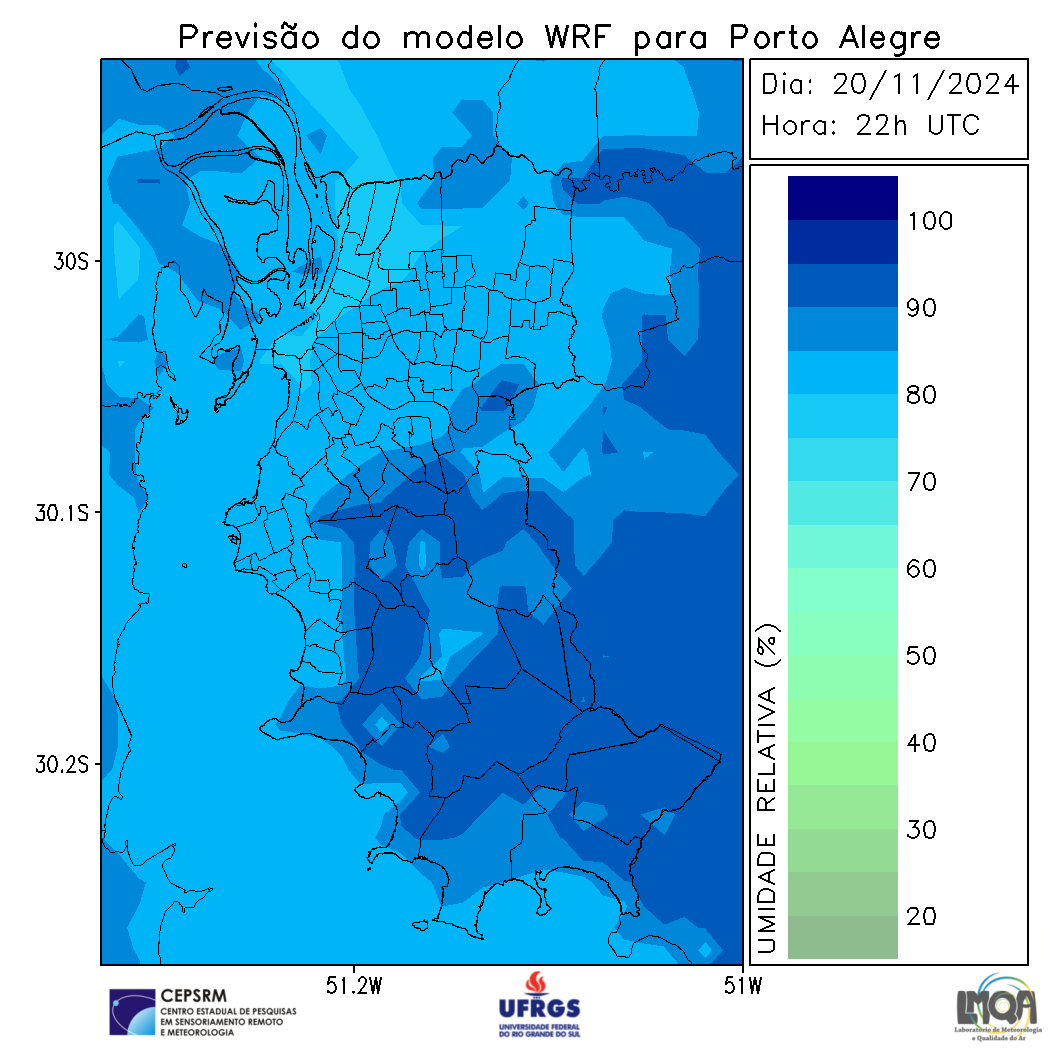 Previsão do modelo WRF para Porto Alegre
Dia: 20/11/2024
Hora: 22h UTC
30S
30.1S
30.2S
51.2W
51W
100
90
80
70
60
50
40
30
20
UMIDADE RELATIVA (%)
CEPSRM
CENTRO ESTADUAL DE PESQUISAS
EM SENSORIAMENTO REMOTO
E METEOROLOGIA
UFRGS
UNIVERSIDADE FEDERAL
DO RIO GRANDE DO SUL
LMQA
Laboratório de Meteorologia
e Qualidade do Ar